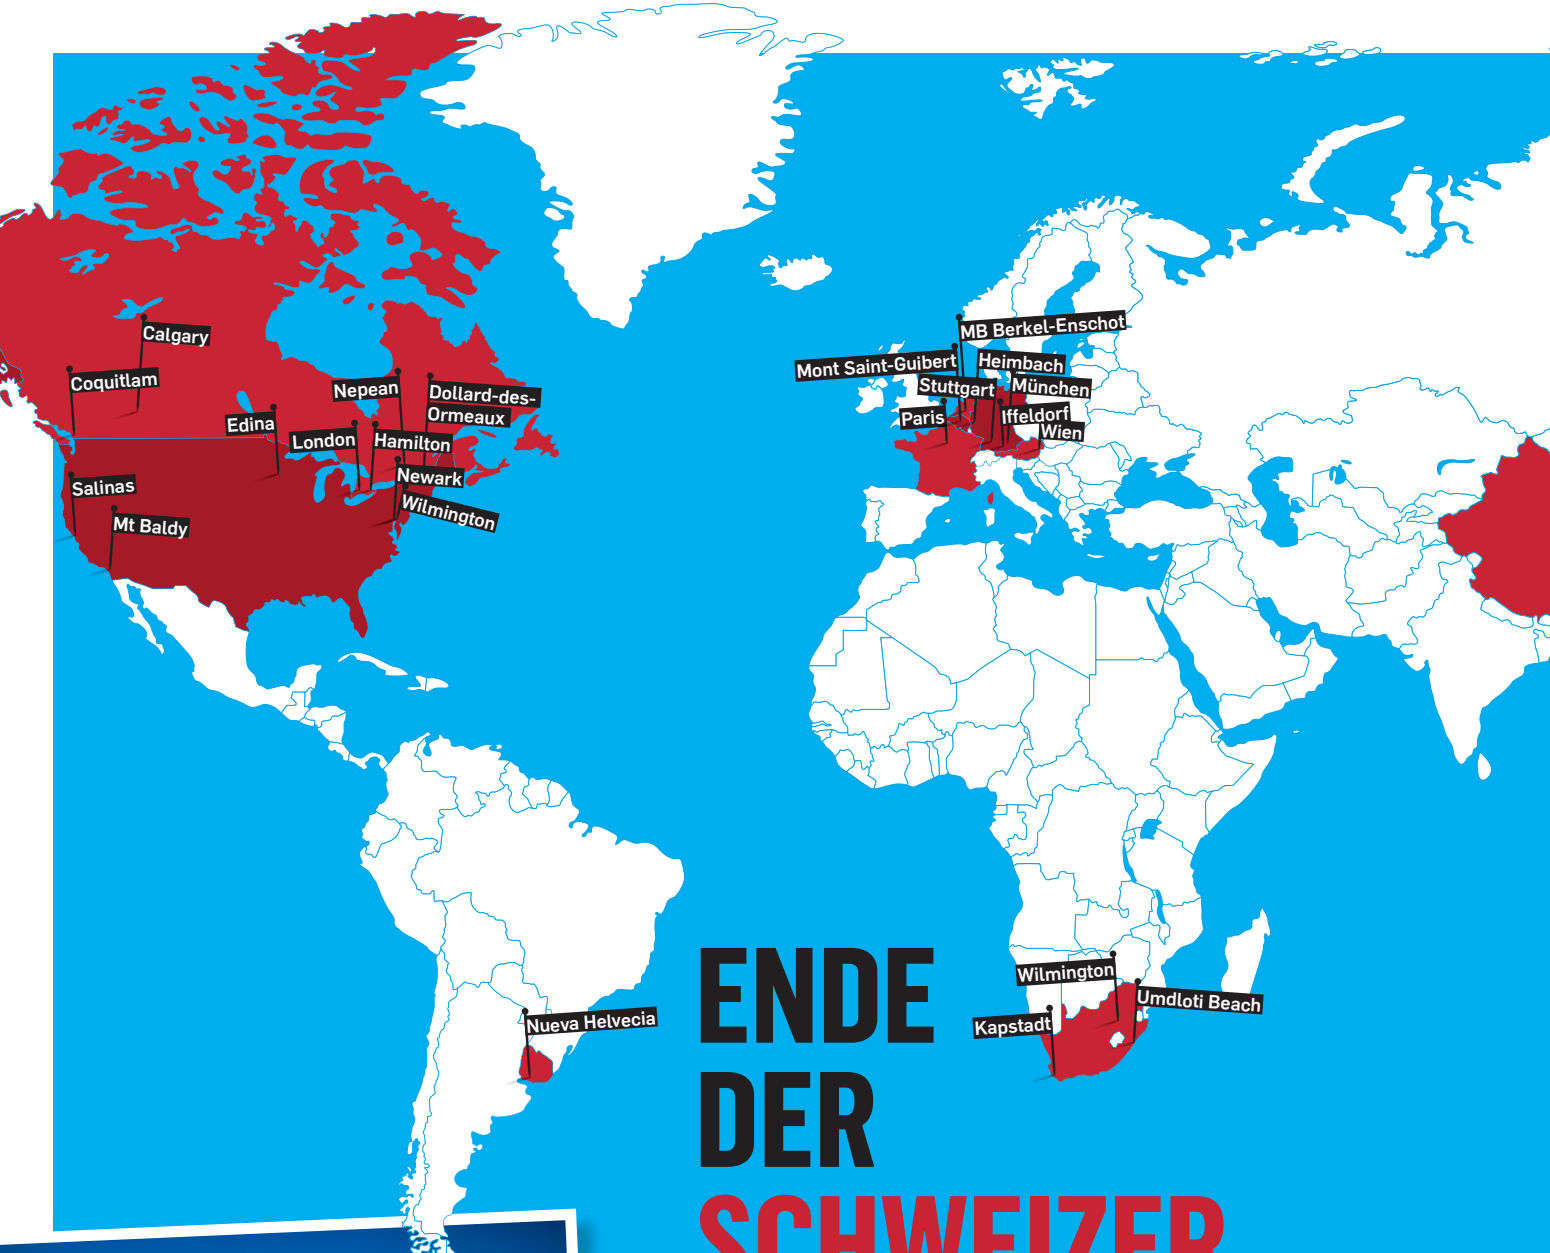 MB Berkel-Enschot
Calgary
Mont Saint-Guibert
Heimbach
Coquitlam
Nepean
Dollard-des-
Ormeaux
Stuttgart
München
Edina
London
Hamilton
Paris
Iffeldorf
Wien
Salinas
Newark
Wilmington
Mt Baldy
ENDE
DER
SCHWEIZER
Wilmington
Umdloti Beach
Kapstadt
Nueva Helvecia